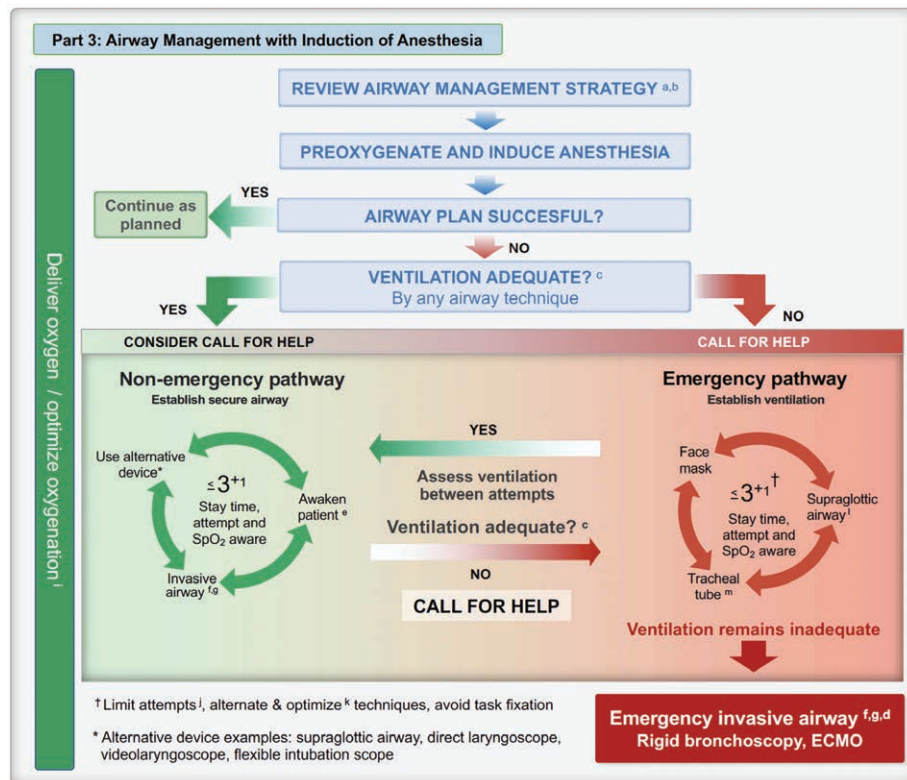 Part 3: Airway Management with Induction of Anesthesia
Deliver oxygen / optimize oxygenation i
REVIEW AIRWAY MANAGEMENT STRATEGY a,b
PREOXYGENATE AND INDUCE ANESTHESIA
YES
Continue as
planned
AIRWAY PLAN SUCCESFUL?
NO
VENTILATION ADEQUATE? c
By any airway technique
YES
NO
CONSIDER CALL FOR HELP
CALL FOR HELP
Non-emergency pathway
Establish secure airway
Use alternative
device*
≤ 3+1
Stay time,
attempt and
SpO2 aware
Awaken
patient e
Invasive
airway f,g
YES
Assess ventilation
between attempts
Ventilation adequate? c
NO
CALL FOR HELP
Emergency pathway
Establish ventilation
Face
mask
≤ 3+1 †
Stay time,
attempt and
SpO2 aware
Supraglottic
airway l
Tracheal
tube m
Ventilation remains inadequate
† Limit attempts j, alternate & optimize k techniques, avoid task fixation
* Alternative device examples: supraglottic airway, direct laryngoscope,
videolaryngoscope, flexible intubation scope
Emergency invasive airway f,g,d
Rigid bronchoscopy, ECMO